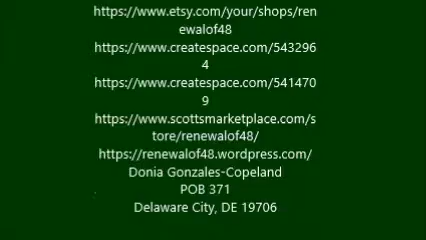 https://www.etsy.com/your/shops/ren
ewalof48
https://www.createspace.com/543296
4
https://www.createspace.com/541470
9
https://www.scottsmarketplace.com/s
tore/renewalof48/
https://renewalof48.wordpress.com/
Donia Gonzales-Copeland
POB 371
Delaware City, DE 19706